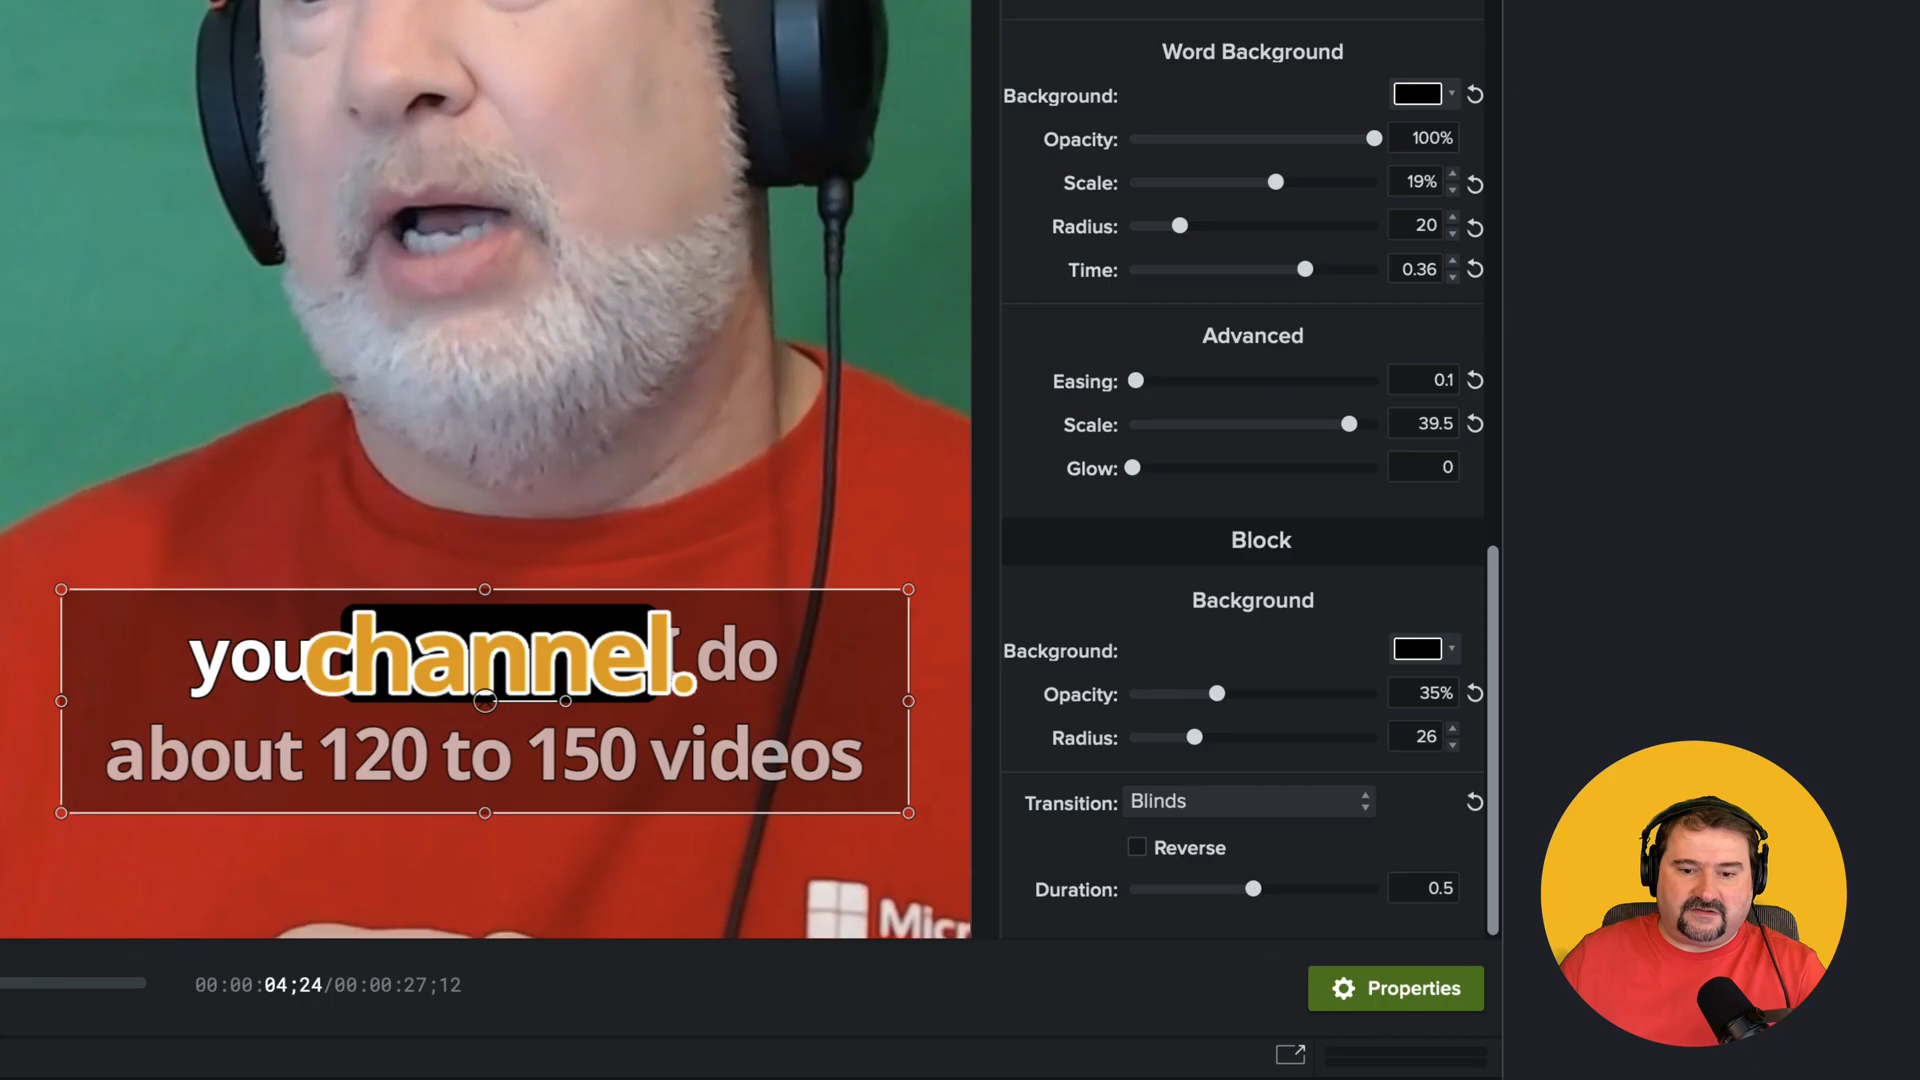 Word Background
Background:
Opacity: 100%
Scale: 19%
Radius: 20
Time: 0.36
Advanced
Easing: 0.1
Scale: 39.5
Glow: 0
Block
Background
Background:
Opacity: 35%
Radius: 26
Transition: Blinds
Reverse
Duration: 0.5
you channel. do
about 120 to 150 videos
00:00:04;24/00:00:27;12
Properties